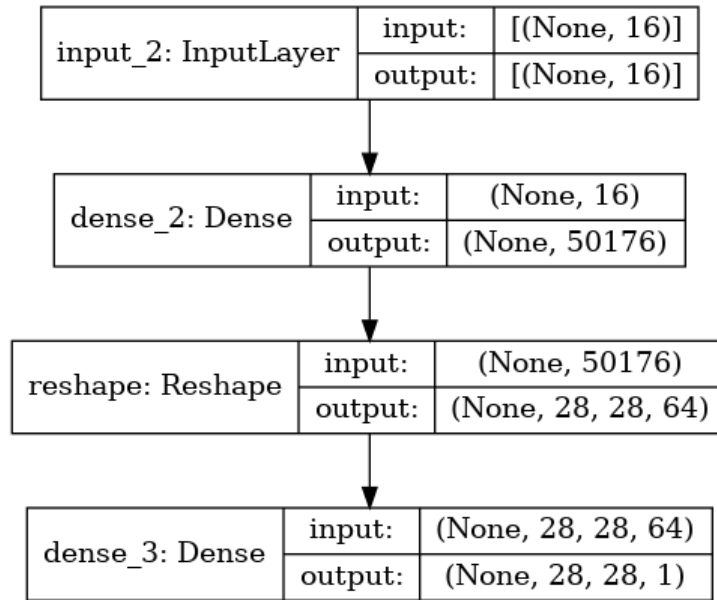 input_2: InputLayer
input: [(None, 16)]
output: [(None, 16)]
dense_2: Dense
input: (None, 16)
output: (None, 50176)
reshape: Reshape
input: (None, 50176)
output: (None, 28, 28, 64)
dense_3: Dense
input: (None, 28, 28, 64)
output: (None, 28, 28, 1)